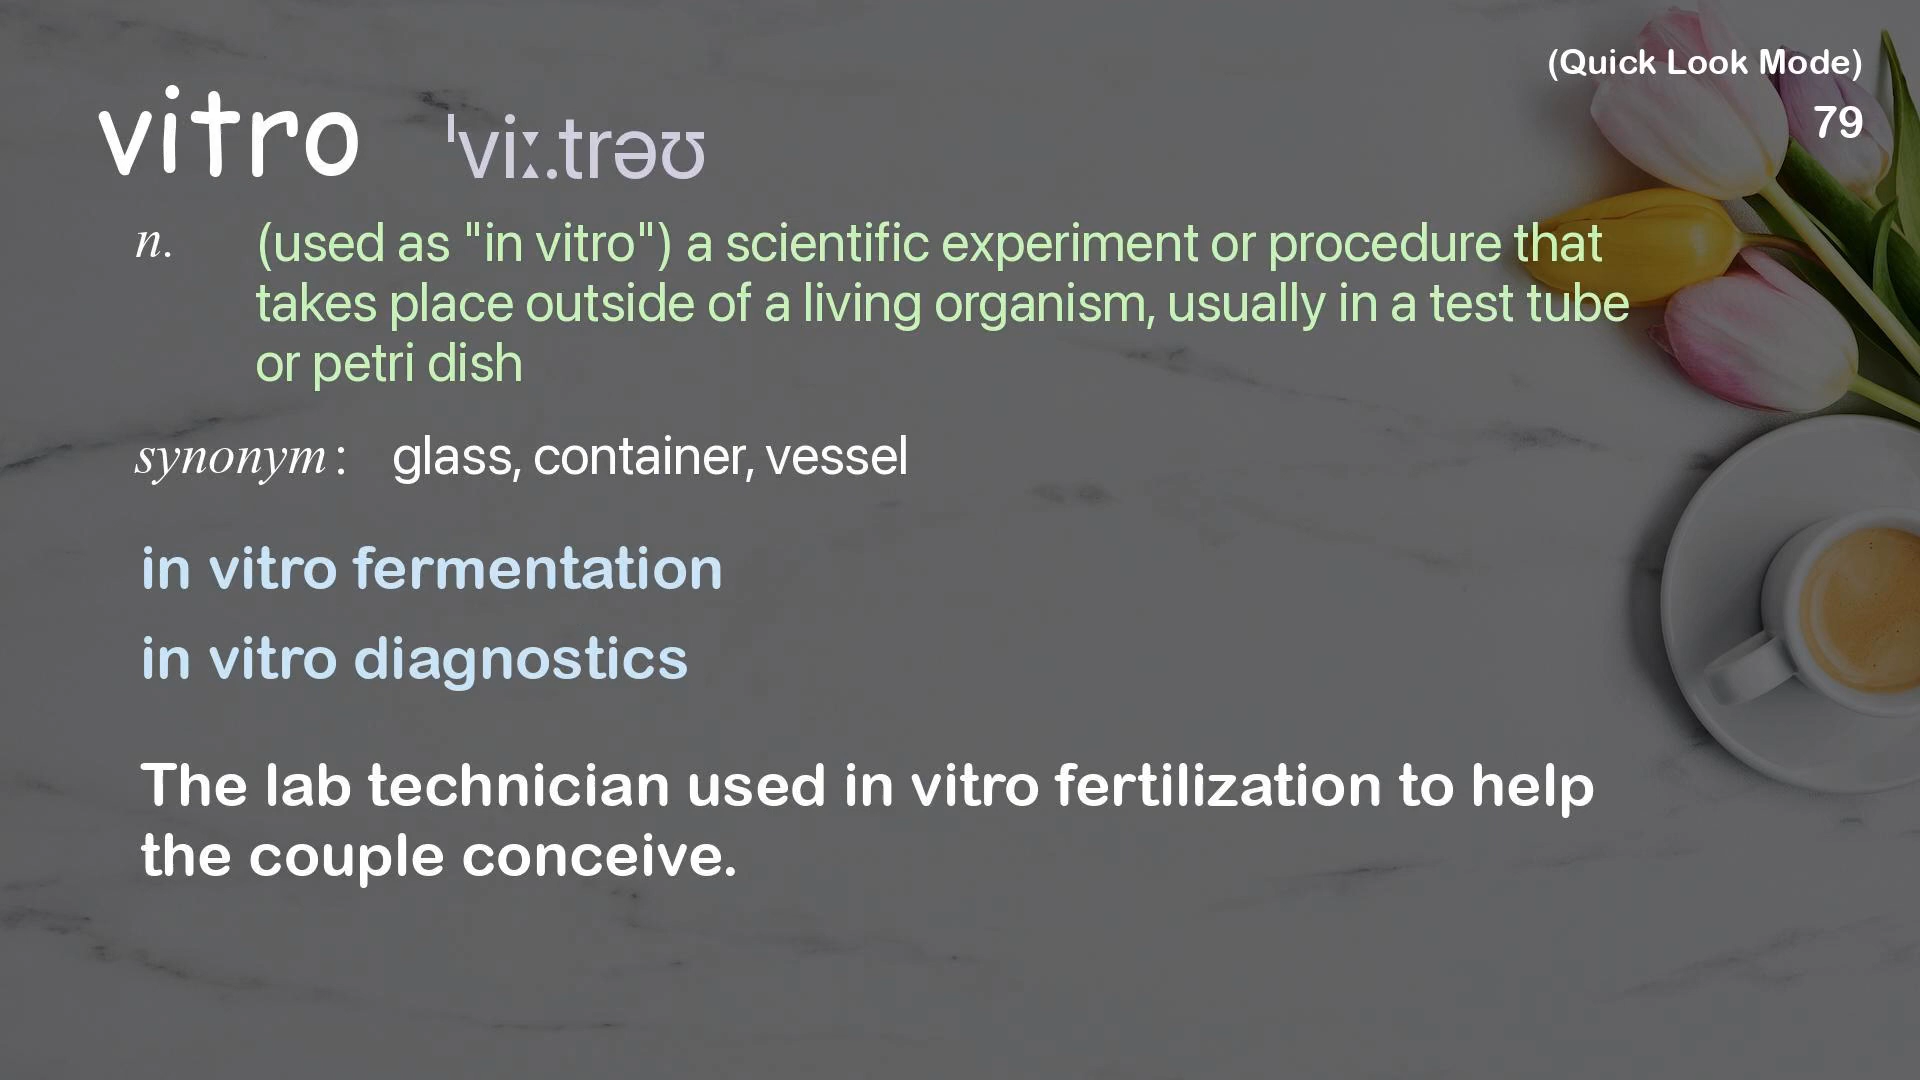 (Quick Look Mode)
79
vitro ˈviː.trəʊ
n. (used as "in vitro") a scientific experiment or procedure that
takes place outside of a living organism, usually in a test tube
or petri dish
synonym: glass, container, vessel
in vitro fermentation
in vitro diagnostics
The lab technician used in vitro fertilization to help
the couple conceive.